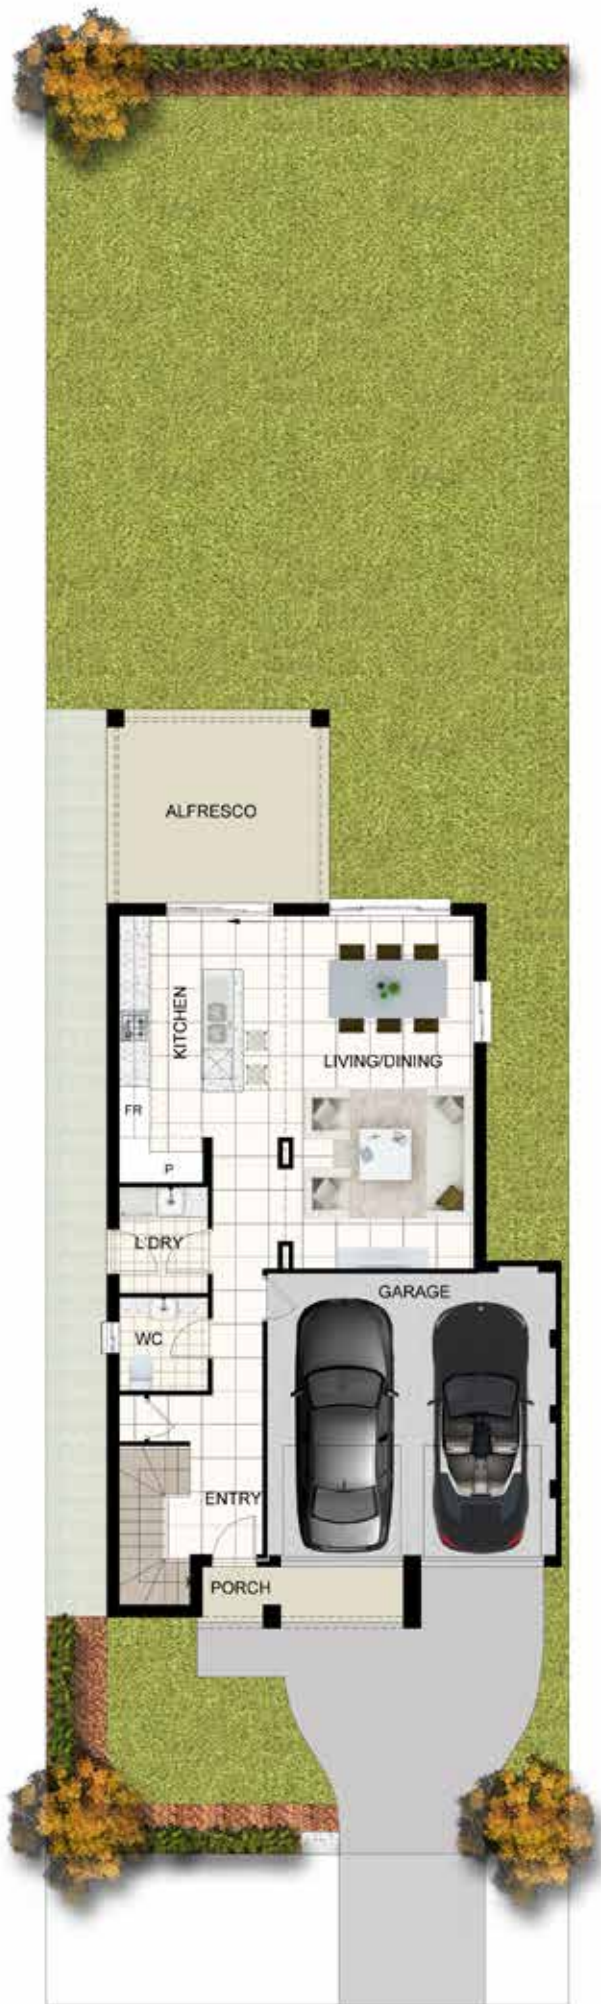 ALFRESCO
KITCHEN
LIVING/DINING
FR
P
L'DRY
GARAGE
WC
ENTRY
PORCH